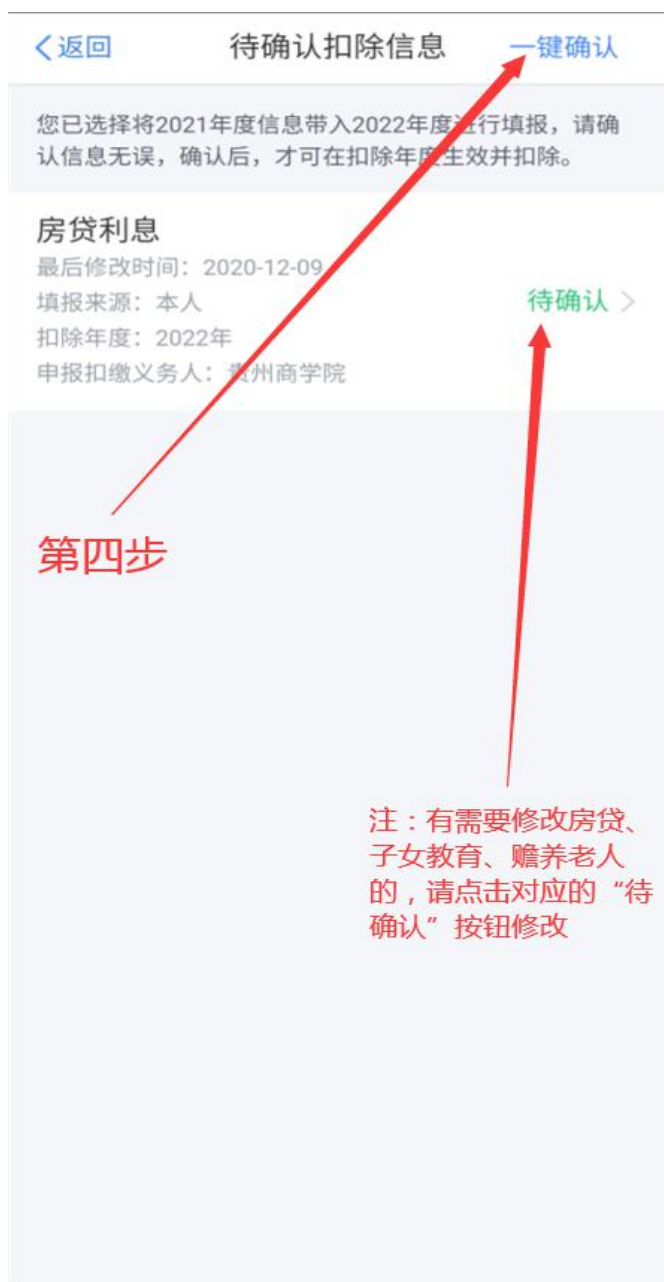 返回 待确认扣除信息 一键确认
您已选择将2021年度信息带入2022年度进行填报，请确
认信息无误，确认后，才可在扣除年度生效并扣除。
房贷利息
最后修改时间：2020-12-09
填报来源：本人
待确认
扣除年度：2022年
申报扣缴义务人：贵州商学院
第四步
注：有需要修改房贷、
子女教育、赡养老人
的，请点击对应的“待
确认”按钮修改